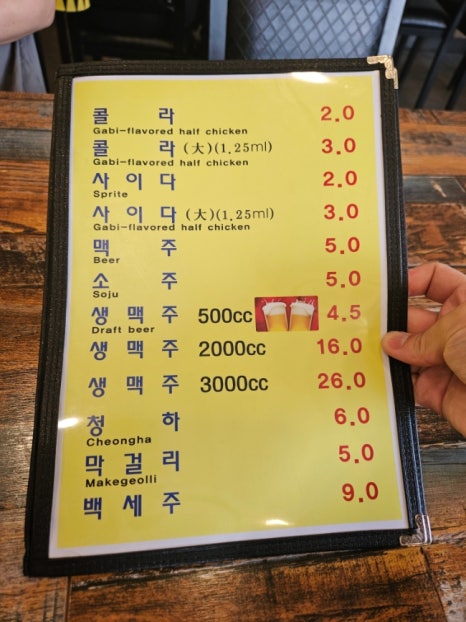 콜 라 2.0
Gabi-flavored half chicken
콜 라 (大)(1.25ml) 3.0
Gabi-flavored half chicken
사 이 다 2.0
Sprite
사 이 다 (大)(1.25ml) 3.0
Gabi-flavored half chicken
맥 주 5.0
Beer
소 주 5.0
Soju
생 맥 주 500cc 4.5
Draft beer
생 맥 주 2000cc 16.0
생 맥 주 3000cc 26.0
청 하 6.0
Cheongha
막 걸 리 5.0
Makegeolli
백 세 주 9.0